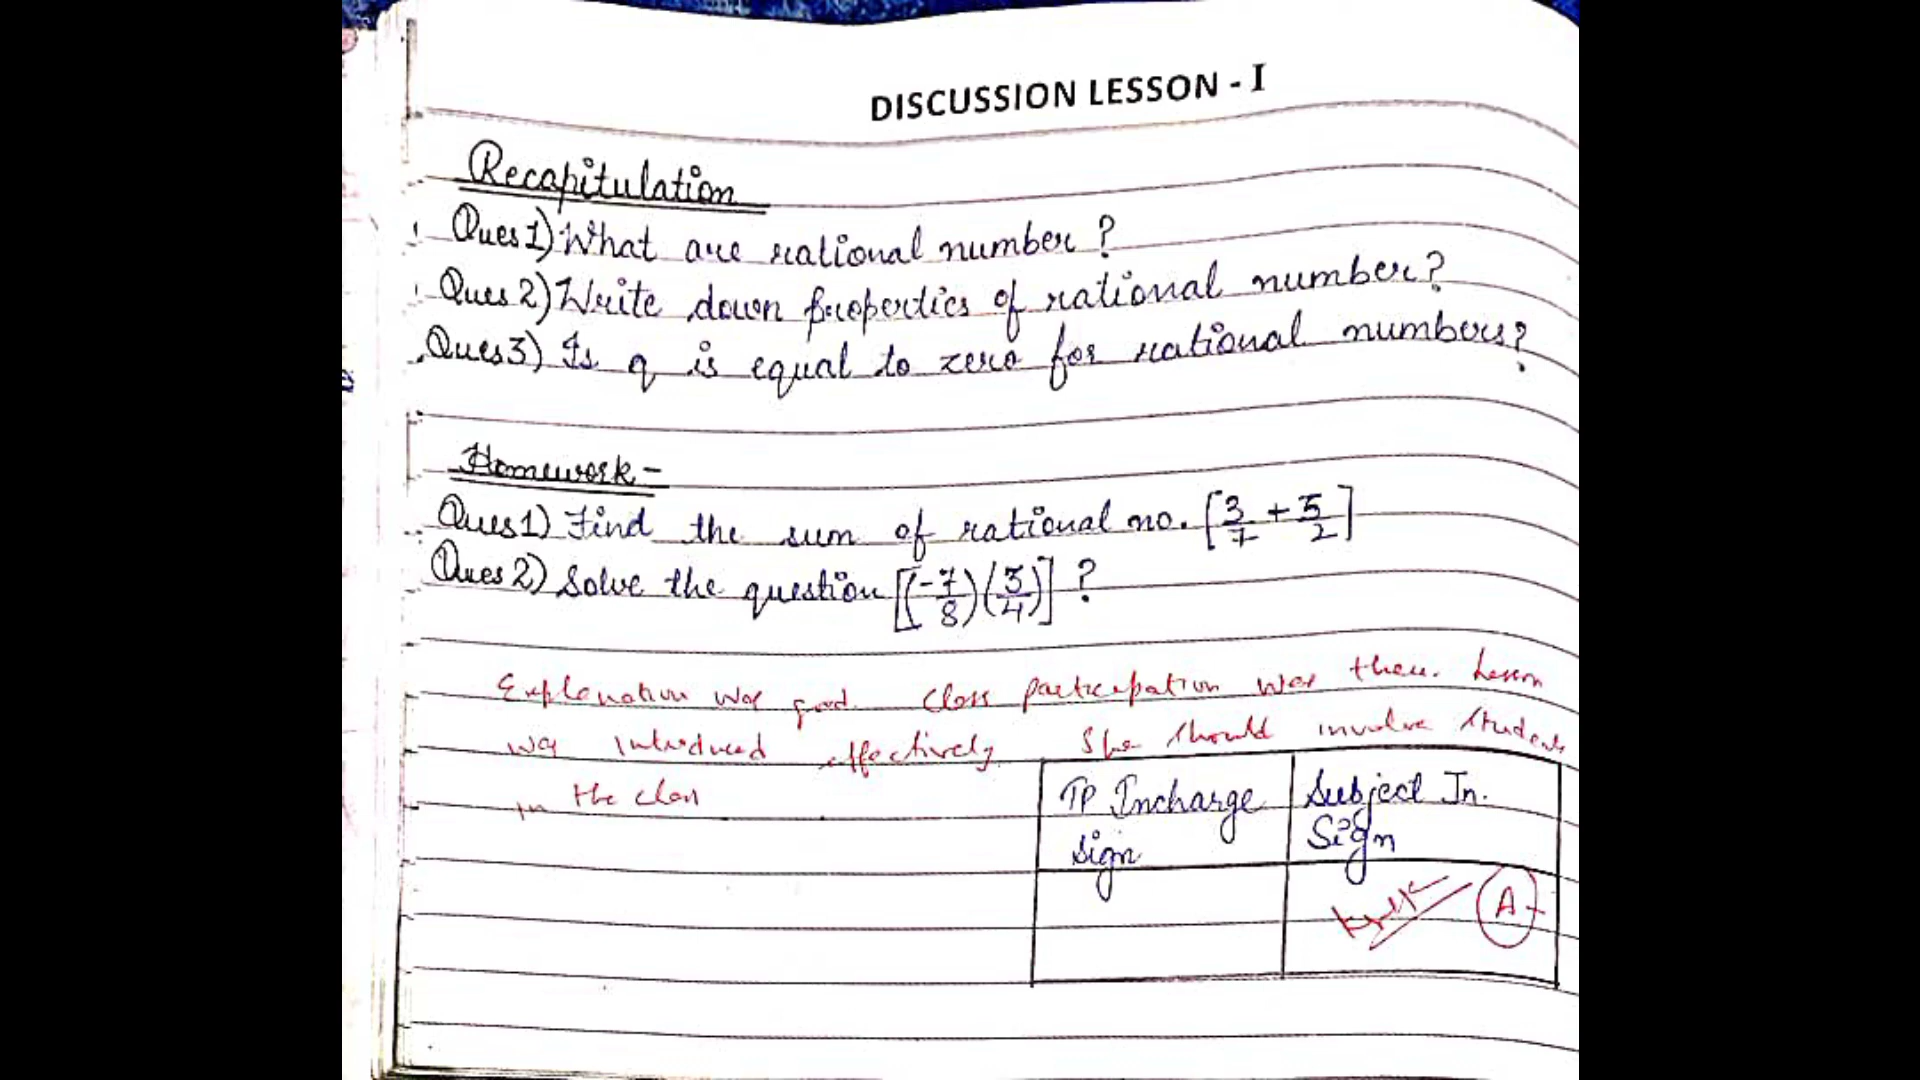 DISCUSSION LESSON - I
Recapitulation
Ques 1) What are rational number ?
Ques 2) Write down properties of rational number?
Ques 3) Is q is equal to zero for rational numbers?
Homework -
Ques 1) Find the sum of rational no. [3/7 + 5/2]
Ques 2) Solve the question [(-7/8)(3/4)] ?
Explanation was good. Class participation was there. Lesson
was introduced effectively She should involve students
in the class
TP Incharge Sign
Subject In. Sign
A+